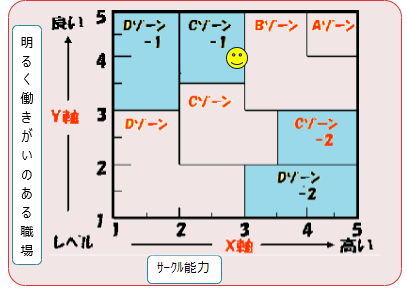 明るく働きがいのある職場
良い
Y軸
レベル
5
4
3
2
1
Dゾーン
-1
Cゾーン
-1
Bゾーン
Aゾーン
Cゾーン
Dゾーン
Cゾーン
-2
Dゾーン
-2
1
2
3
4
5
X軸
高い
サークル能力